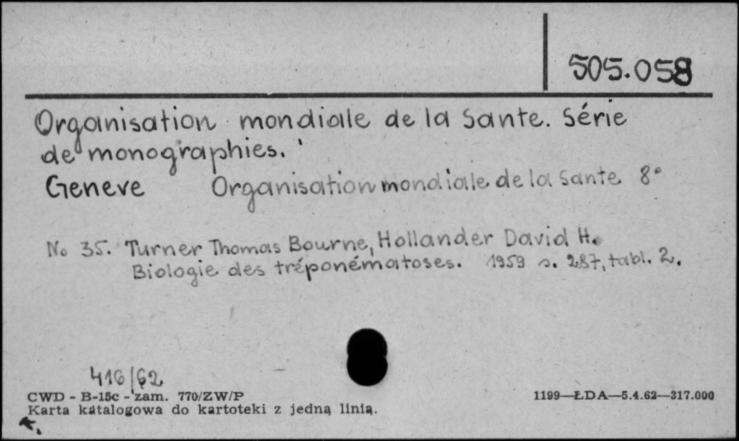 505.058
Organisation mondiale de la Sante. Série
de monographies.
Geneve Organisation mondiale de la Sante 8°
No 35. Turner Thomas Bourne, Hollander David H.
Biologie des tréponématoses. 1959 s. 287, tabl. 2.
416/62
CWD - B-15c - zam. 770/ZW/P
1199—ŁDA—5.4.62—317.000
Karta katalogowa do kartoteki z jedną linią.